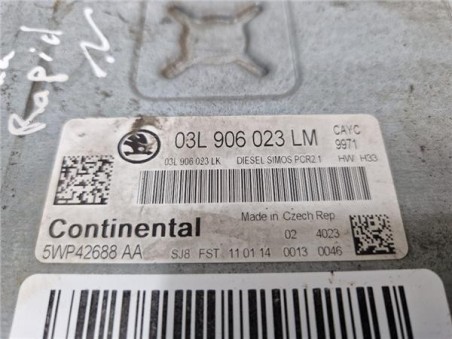 Rapid
03L 906 023 LM
CAYC
9971
03L 906 023 LK DIESEL SIMOS PCR2.1 HW H33
Continental
Made in Czech Rep
02 4023
5WP42688 AA SJ8 FST 11 01 14 0013 0046